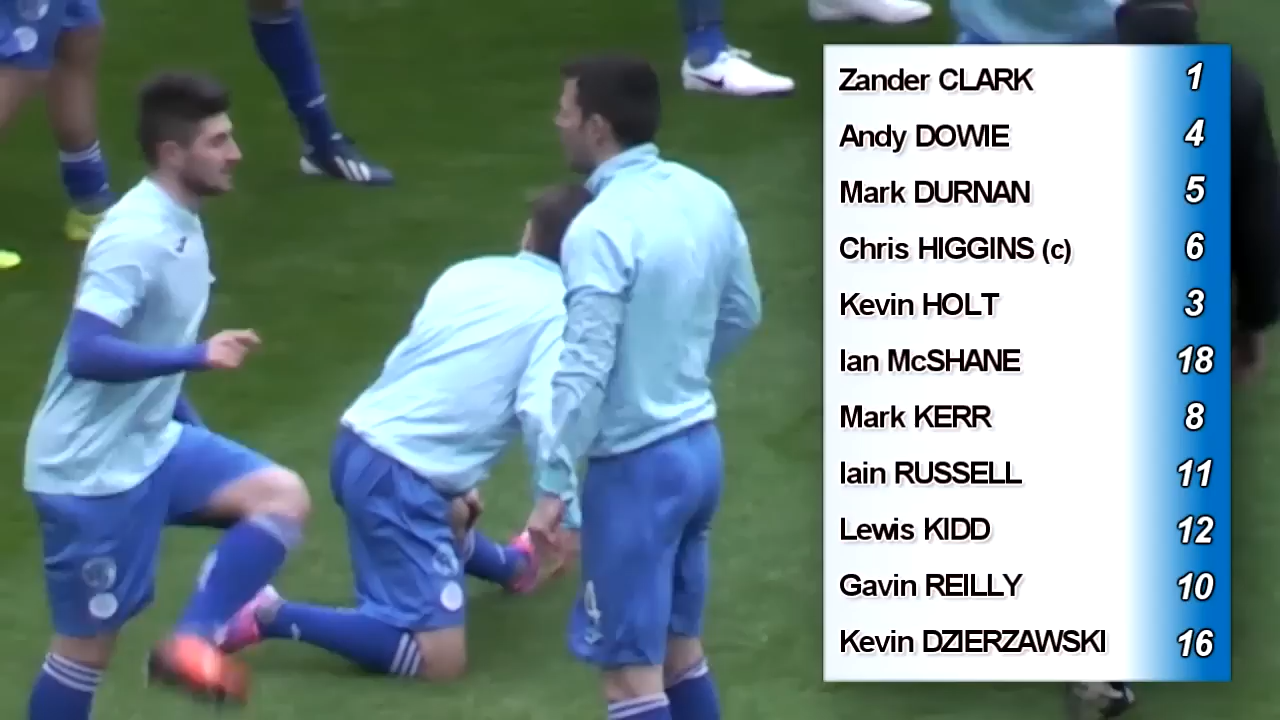 Zander CLARK 1
Andy DOWIE 4
Mark DURNAN 5
Chris HIGGINS (c) 6
Kevin HOLT 3
Ian McSHANE 18
Mark KERR 8
Iain RUSSELL 11
Lewis KIDD 12
Gavin REILLY 10
Kevin DZIERZAWSKI 16
4